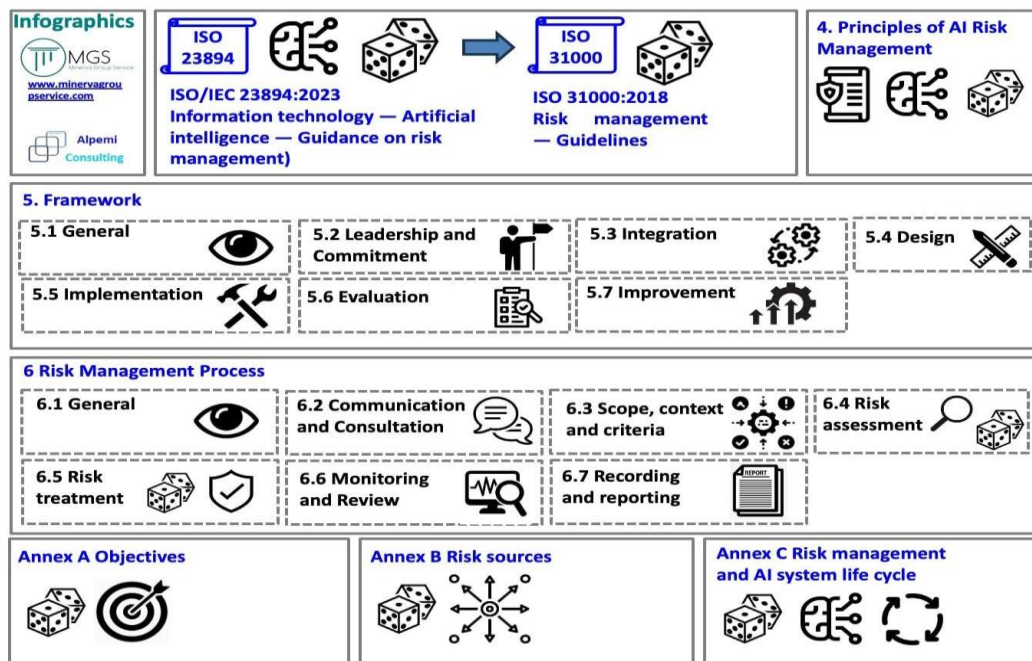 Infographics
MGS
Minerva Group Service
www.minervagrou
pservice.com
Alpemi
Consulting
ISO
23894
ISO/IEC 23894:2023
Information technology — Artificial
intelligence — Guidance on risk
management)
ISO
31000
ISO 31000:2018
Risk management
— Guidelines
4. Principles of AI Risk
Management
5. Framework
5.1 General
5.2 Leadership and
Commitment
5.3 Integration
5.4 Design
5.5 Implementation
5.6 Evaluation
5.7 Improvement
6 Risk Management Process
6.1 General
6.2 Communication
and Consultation
6.3 Scope, context
and criteria
6.4 Risk
assessment
6.5 Risk
treatment
6.6 Monitoring
and Review
6.7 Recording
and reporting
REPORT
Annex A Objectives
Annex B Risk sources
Annex C Risk management
and AI system life cycle